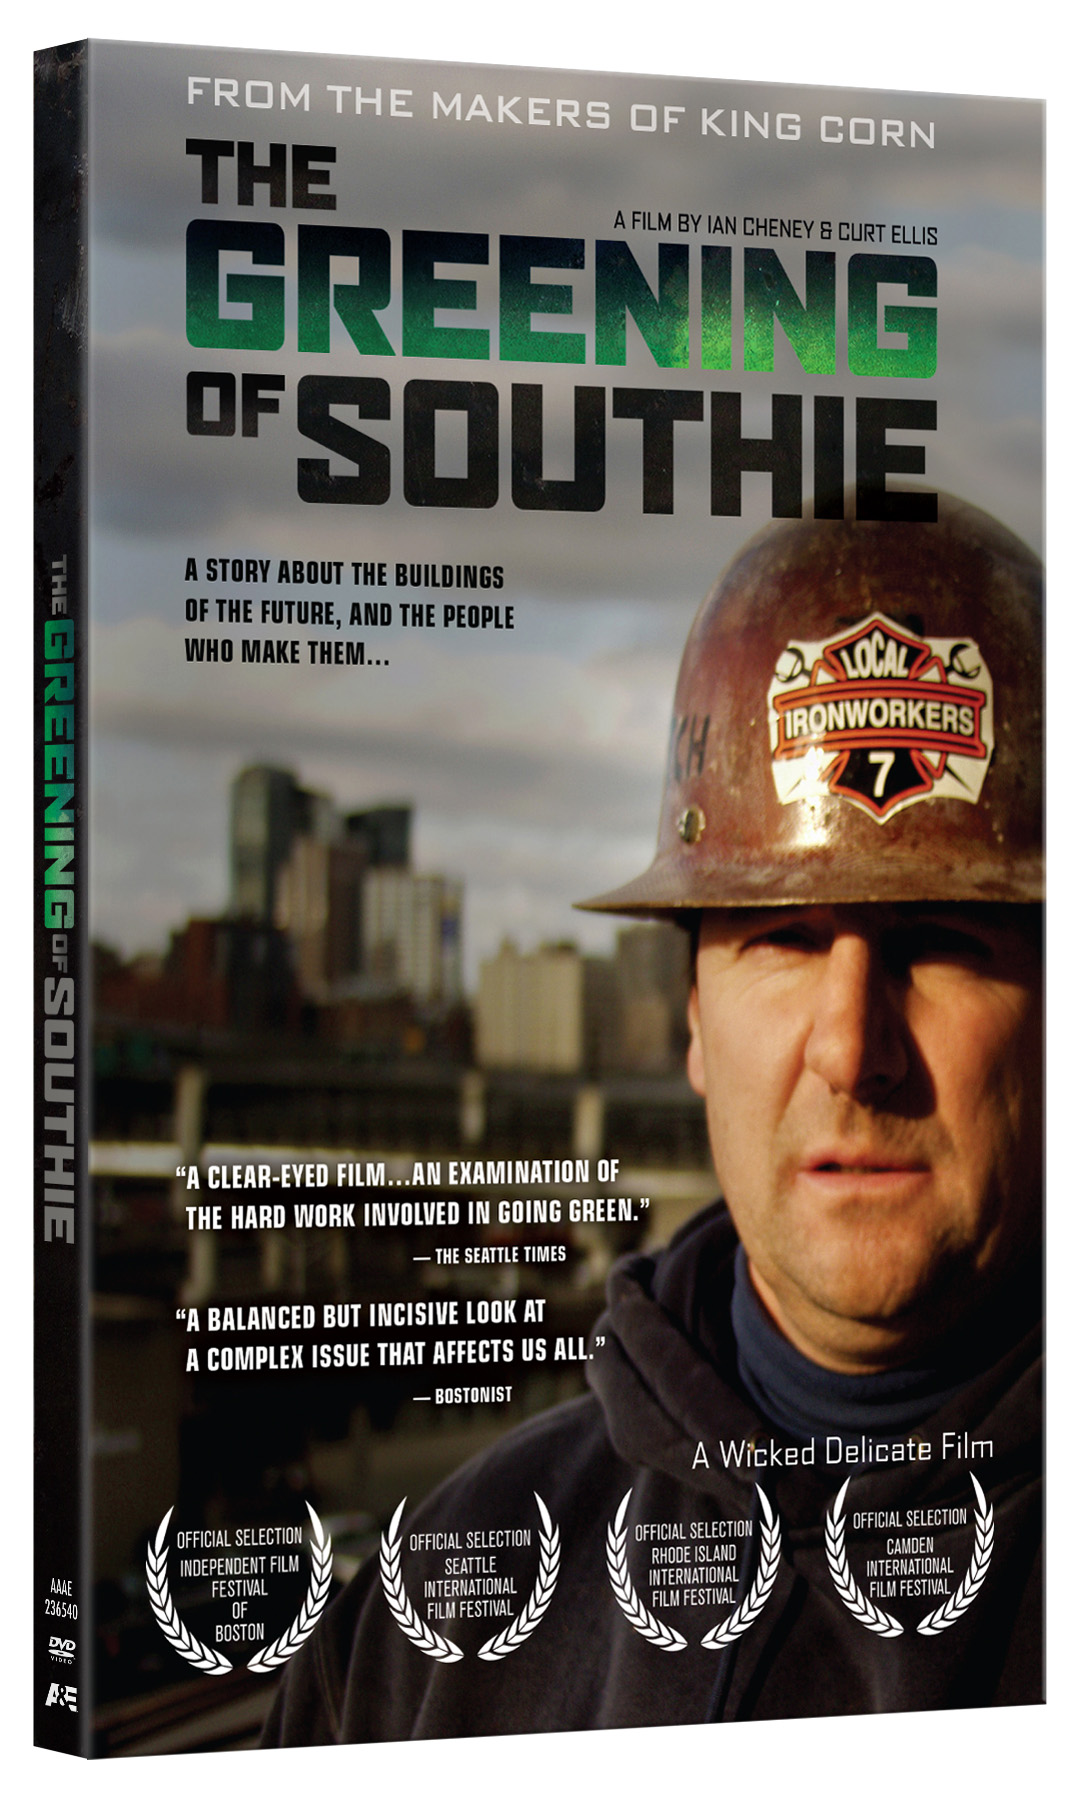 FROM THE MAKERS OF KING CORN
THE
A FILM BY IAN CHENEY & CURT ELLIS
GREENING
OF SOUTHIE
A STORY ABOUT THE BUILDINGS
OF THE FUTURE, AND THE PEOPLE
WHO MAKE THEM...
LOCAL
IRONWORKERS
7
"A CLEAR-EYED FILM...AN EXAMINATION OF
THE HARD WORK INVOLVED IN GOING GREEN."
— THE SEATTLE TIMES
"A BALANCED BUT INCISIVE LOOK AT
A COMPLEX ISSUE THAT AFFECTS US ALL."
— BOSTONIST
A Wicked Delicate Film
OFFICIAL SELECTION
INDEPENDENT FILM
FESTIVAL
OF
BOSTON
OFFICIAL SELECTION
SEATTLE
INTERNATIONAL
FILM FESTIVAL
OFFICIAL SELECTION
RHODE ISLAND
INTERNATIONAL
FILM FESTIVAL
OFFICIAL SELECTION
CAMDEN
INTERNATIONAL
FILM FESTIVAL
THE GREENING OF SOUTHIE
AAAE
236540
DVD
VIDEO
A&E